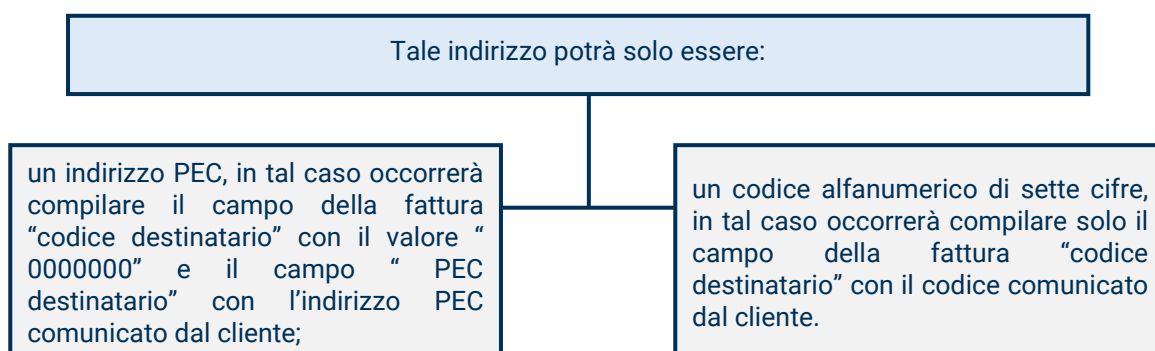 Tale indirizzo potrà solo essere:
un indirizzo PEC, in tal caso occorrerà
compilare il campo della fattura
“codice destinatario” con il valore “
0000000” e il campo “ PEC
destinatario” con l’indirizzo PEC
comunicato dal cliente;
un codice alfanumerico di sette cifre,
in tal caso occorrerà compilare solo il
campo della fattura “codice
destinatario” con il codice comunicato
dal cliente.